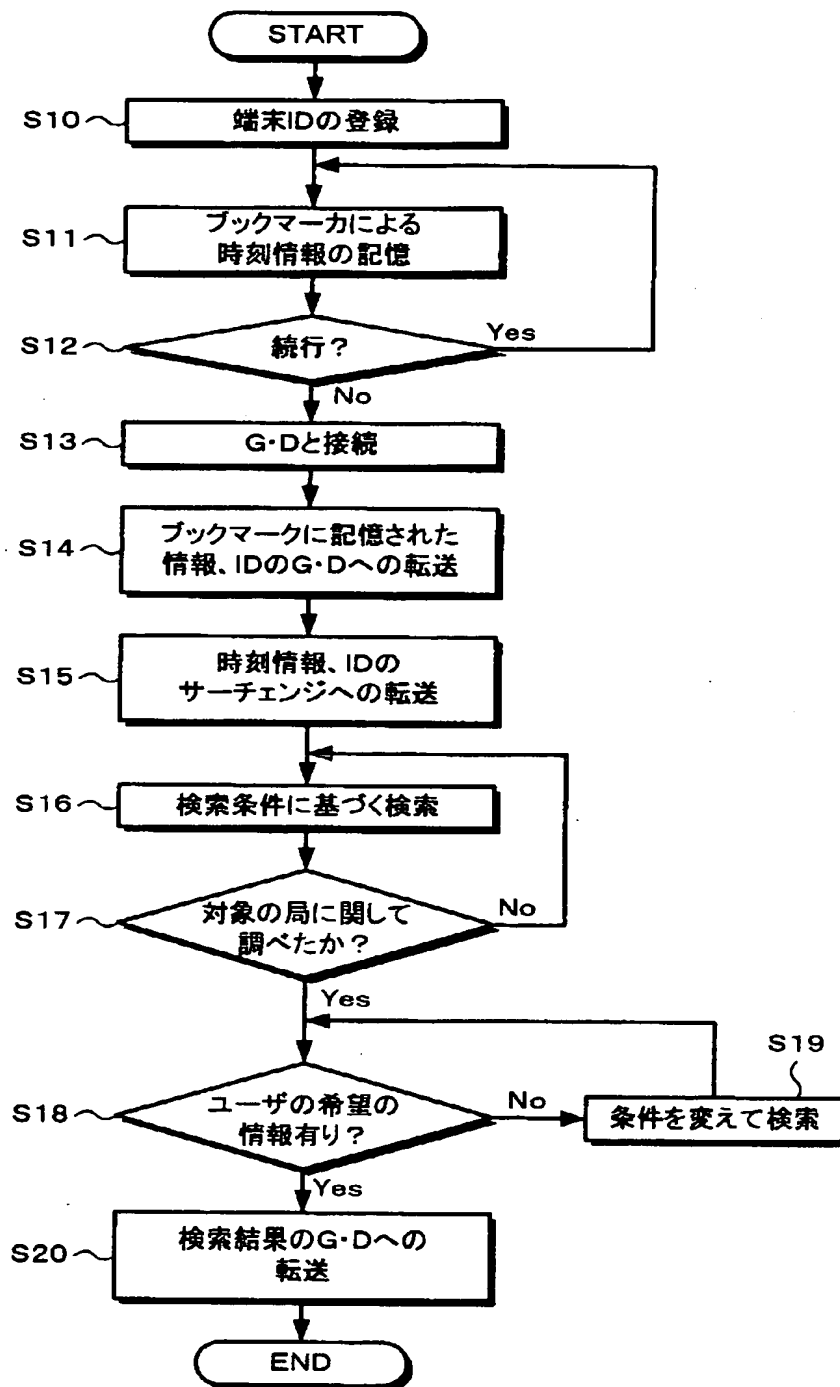 START
S10
端末IDの登録
S11
ブックマーカによる
時刻情報の記憶
S12
続行?
Yes
No
S13
G・Dと接続
S14
ブックマークに記憶された
情報、IDのG・Dへの転送
S15
時刻情報、IDの
サーチェンジへの転送
S16
検索条件に基づく検索
S17
対象の局に関して
調べたか?
No
Yes
S18
ユーザの希望の
情報有り?
No
S19
条件を変えて検索
Yes
S20
検索結果のG・Dへの
転送
END